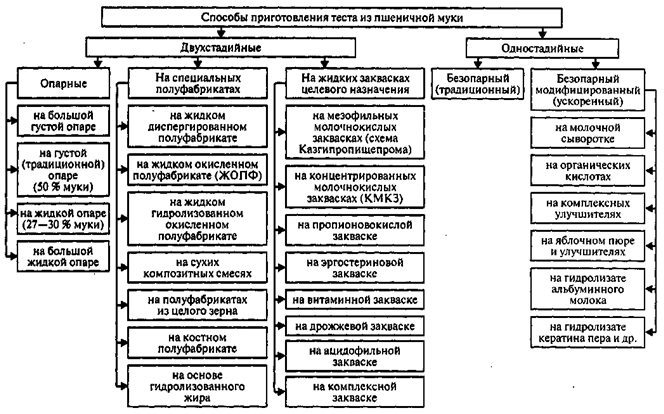 Способы приготовления теста из пшеничной муки
Двухстадийные
Одностадийные
Опарные
на большой
густой опаре
на густой
(традиционной)
опаре
(50 % муки)
на жидкой опаре
(27—30 % муки)
на большой
жидкой опаре
На специальных
полуфабрикатах
на жидком
диспергированном
полуфабрикате
на жидком окисленном
полуфабрикате (ЖОПФ)
на жидком
гидролизованном
окисленном
полуфабрикате
на сухих
композитных смесях
на полуфабрикатах
из целого зерна
на костном
полуфабрикате
на основе
гидролизованного
жира
На жидких заквасках
целевого назначения
на мезофильных
молочнокислых
заквасках (схема
Казгипропищепрома)
на концентрированных
молочнокислых
заквасках (КМКЗ)
на пропионовокислой
закваске
на эргостериновой
закваске
на витаминной закваске
на дрожжевой закваске
на ацидофильной
закваске
на комплексной
закваске
Безопарный
(традиционный)
Безопарный
модифицированный
(ускоренный)
на молочной
сыворотке
на органических
кислотах
на комплексных
улучшителях
на яблочном пюре
и улучшителях
на гидролизате
альбуминного
молока
на гидролизате
кератина пера и др.